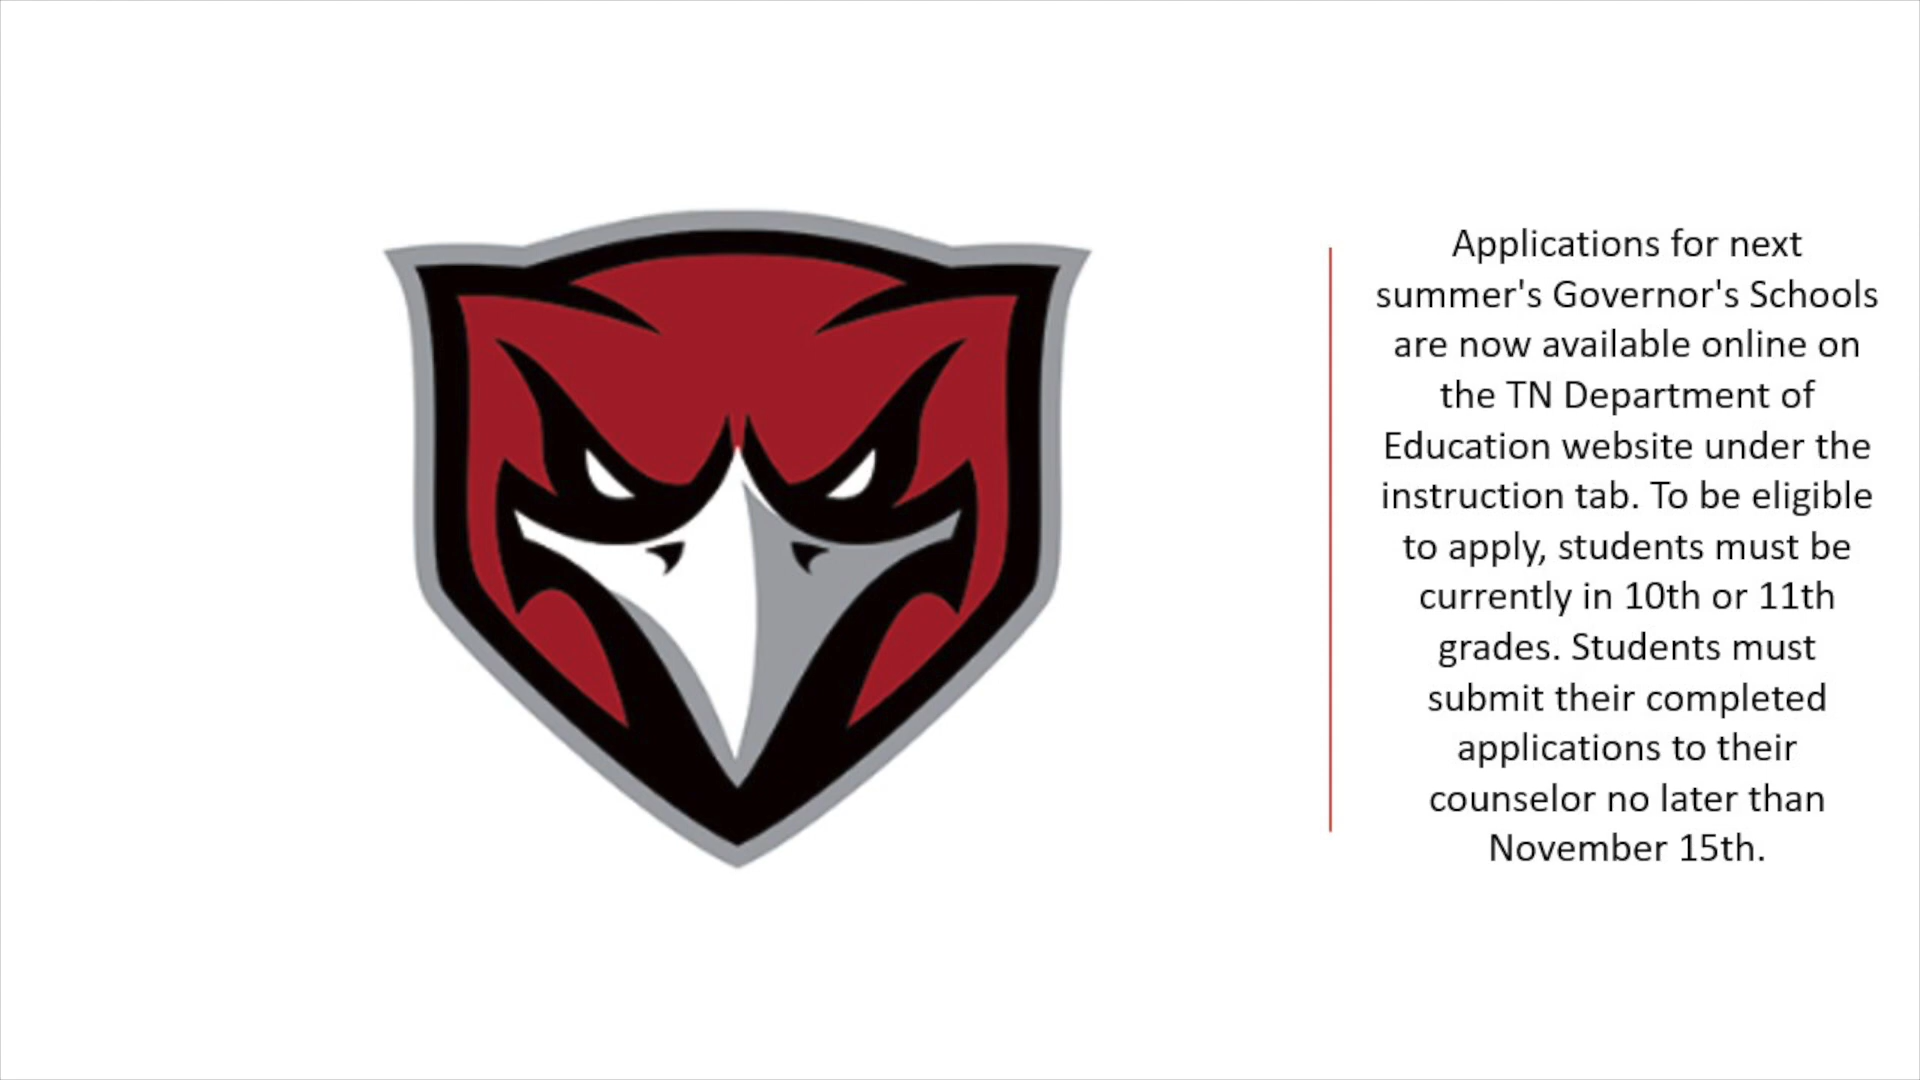 Applications for next
summer's Governor's Schools
are now available online on
the TN Department of
Education website under the
instruction tab. To be eligible
to apply, students must be
currently in 10th or 11th
grades. Students must
submit their completed
applications to their
counselor no later than
November 15th.